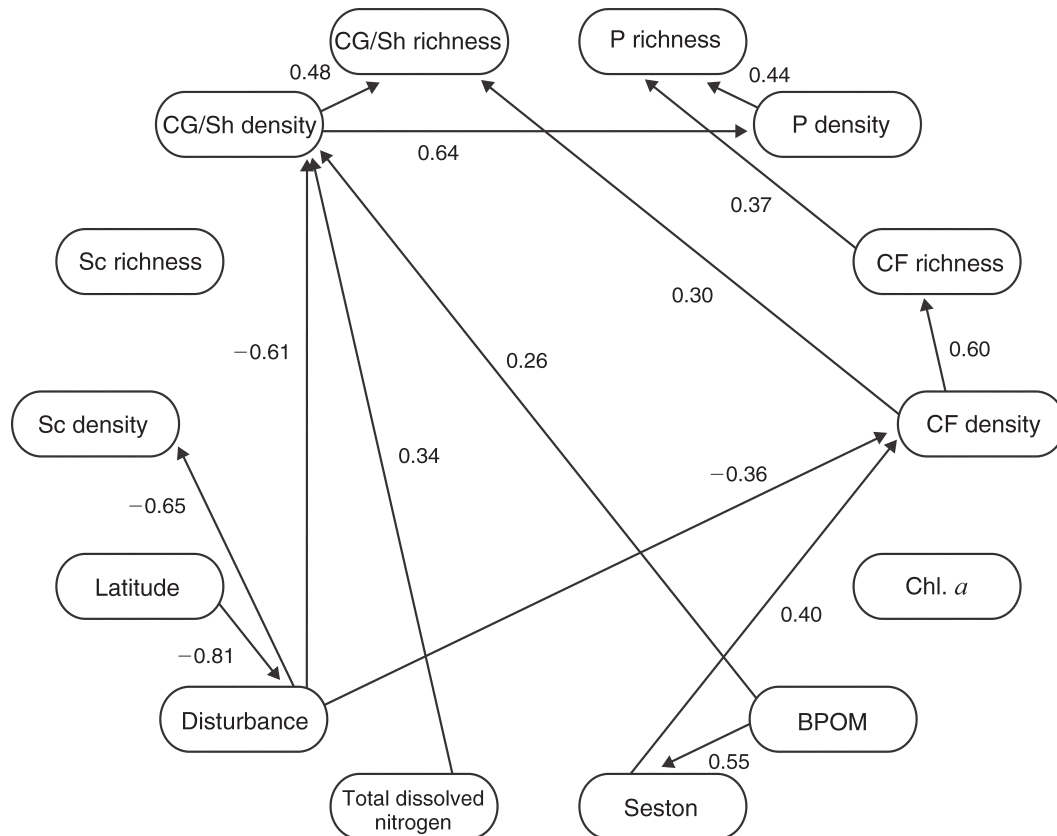 CG/Sh richness
P richness
0.48
0.44
CG/Sh density
P density
0.64
0.37
Sc richness
CF richness
0.30
−0.61
0.26
0.60
Sc density
CF density
0.34
−0.36
−0.65
Latitude
Chl. a
0.40
−0.81
Disturbance
BPOM
0.55
Total dissolved
nitrogen
Seston